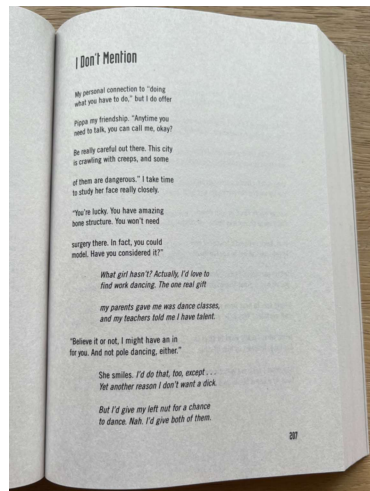 I Don't Mention
My personal connection to "doing
what you have to do," but I do offer
Pippa my friendship. "Anytime you
need to talk, you can call me, okay?
Be really careful out there. This city
is crawling with creeps, and some
of them are dangerous." I take time
to study her face really closely.
"You're lucky. You have amazing
bone structure. You won't need
surgery there. In fact, you could
model. Have you considered it?"
What girl hasn't? Actually, I'd love to
find work dancing. The one real gift
my parents gave me was dance classes,
and my teachers told me I have talent.
"Believe it or not, I might have an in
for you. And not pole dancing, either."
She smiles. I'd do that, too, except . . .
Yet another reason I don't want a dick.
But I'd give my left nut for a chance
to dance. Nah. I'd give both of them.
207